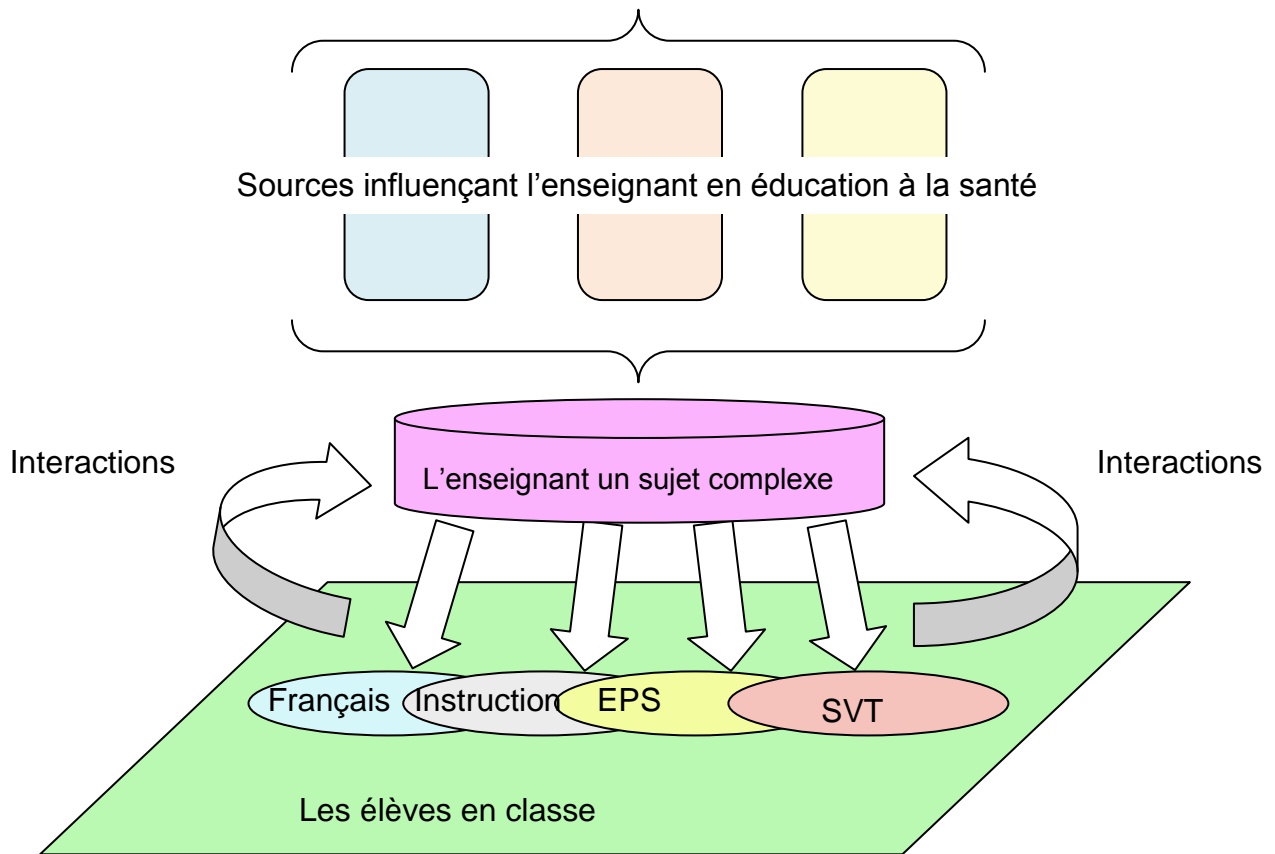 Sources influençant l’enseignant en éducation à la santé
Interactions
Interactions
L’enseignant un sujet complexe
Français
Instruction
EPS
SVT
Les élèves en classe